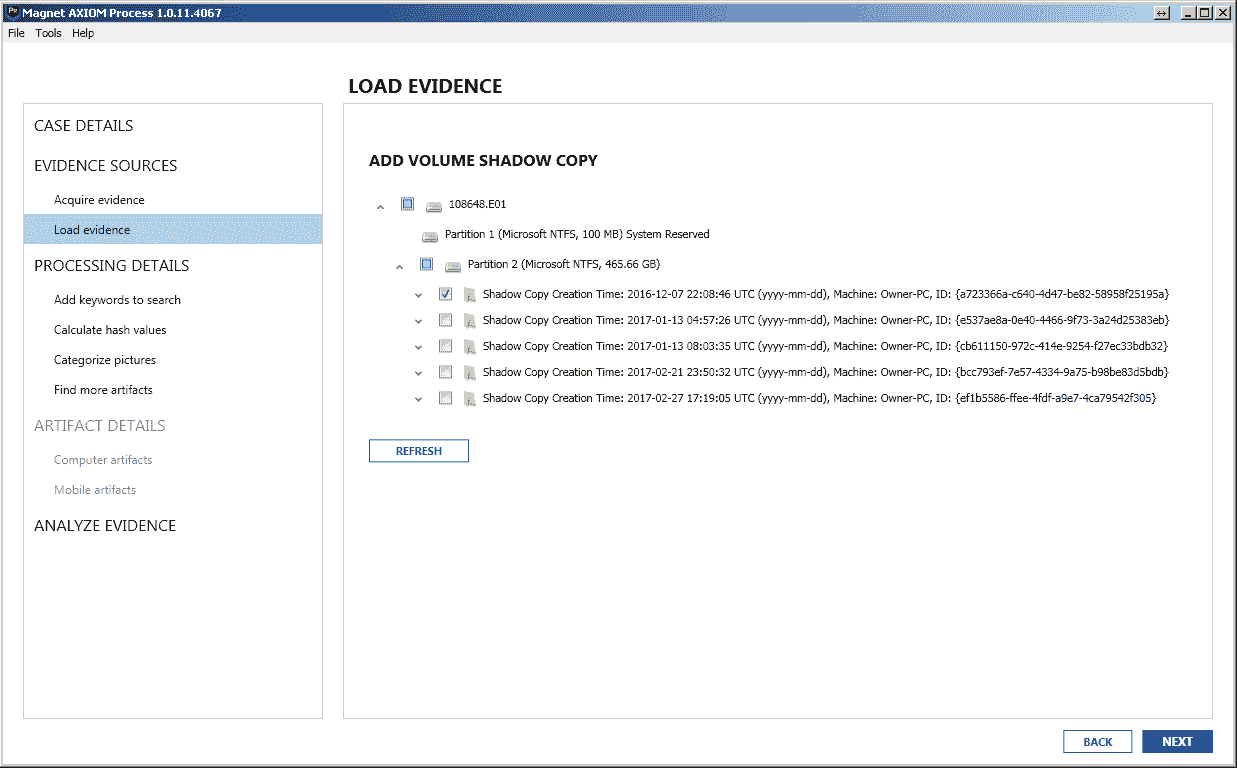 Magnet AXIOM Process 1.0.11.4067
File Tools Help
LOAD EVIDENCE
CASE DETAILS
EVIDENCE SOURCES
Acquire evidence
Load evidence
PROCESSING DETAILS
Add keywords to search
Calculate hash values
Categorize pictures
Find more artifacts
ARTIFACT DETAILS
Computer artifacts
Mobile artifacts
ANALYZE EVIDENCE
ADD VOLUME SHADOW COPY
108648.E01
Partition 1 (Microsoft NTFS, 100 MB) System Reserved
Partition 2 (Microsoft NTFS, 465.66 GB)
Shadow Copy Creation Time: 2016-12-07 22:08:46 UTC (yyyy-mm-dd), Machine: Owner-PC, ID: {a723366a-c640-4d47-be82-58958f25195a}
Shadow Copy Creation Time: 2017-01-13 04:57:26 UTC (yyyy-mm-dd), Machine: Owner-PC, ID: {e537ae8a-0e40-4466-9f73-3a24d25383eb}
Shadow Copy Creation Time: 2017-01-13 08:03:35 UTC (yyyy-mm-dd), Machine: Owner-PC, ID: {cb611150-972c-414e-9254-f27ec33bdb32}
Shadow Copy Creation Time: 2017-02-21 23:50:32 UTC (yyyy-mm-dd), Machine: Owner-PC, ID: {bcc793ef-7e57-4334-9a75-b98be83d5bdb}
Shadow Copy Creation Time: 2017-02-27 17:19:05 UTC (yyyy-mm-dd), Machine: Owner-PC, ID: {ef1b5586-ffee-4fdf-a9e7-4ca79542f305}
REFRESH
BACK NEXT